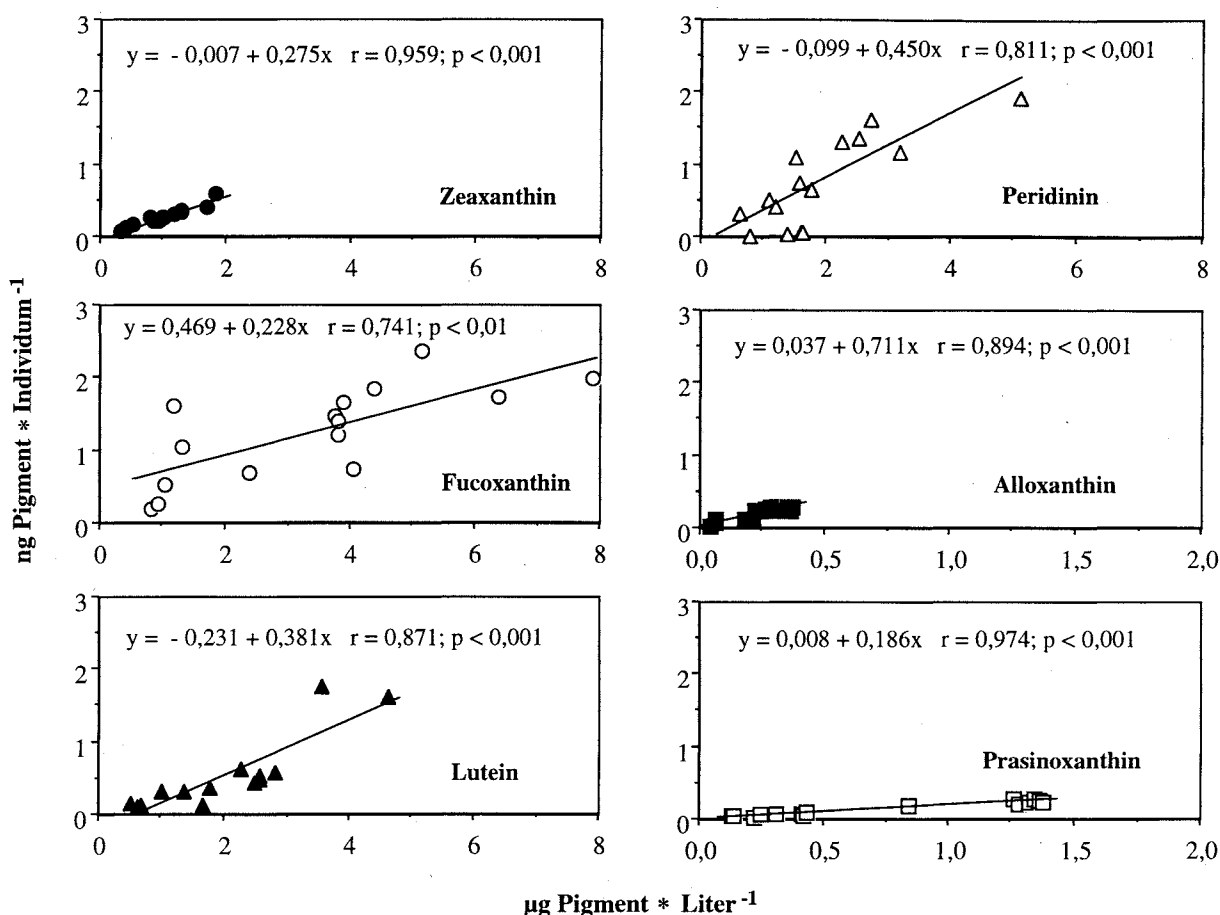 ng Pigment * Individum⁻¹
3
2
1
0
y = - 0,007 + 0,275x r = 0,959; p < 0,001
Zeaxanthin
0 2 4 6 8
3
2
1
0
y = - 0,099 + 0,450x r = 0,811; p < 0,001
Peridinin
0 2 4 6 8
3
2
1
0
y = 0,469 + 0,228x r = 0,741; p < 0,01
Fucoxanthin
0 2 4 6 8
3
2
1
0
y = 0,037 + 0,711x r = 0,894; p < 0,001
Alloxanthin
0,0 0,5 1,0 1,5 2,0
3
2
1
0
y = - 0,231 + 0,381x r = 0,871; p < 0,001
Lutein
0 2 4 6 8
3
2
1
0
y = 0,008 + 0,186x r = 0,974; p < 0,001
Prasinoxanthin
0,0 0,5 1,0 1,5 2,0
µg Pigment * Liter⁻¹